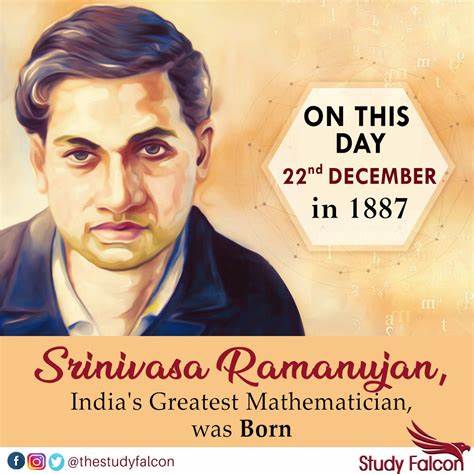 ON THIS
DAY
22nd DECEMBER
in 1887
Srinivasa Ramanujan,
India's Greatest Mathematician,
was Born
@thestudyfalcon
Study Falcon